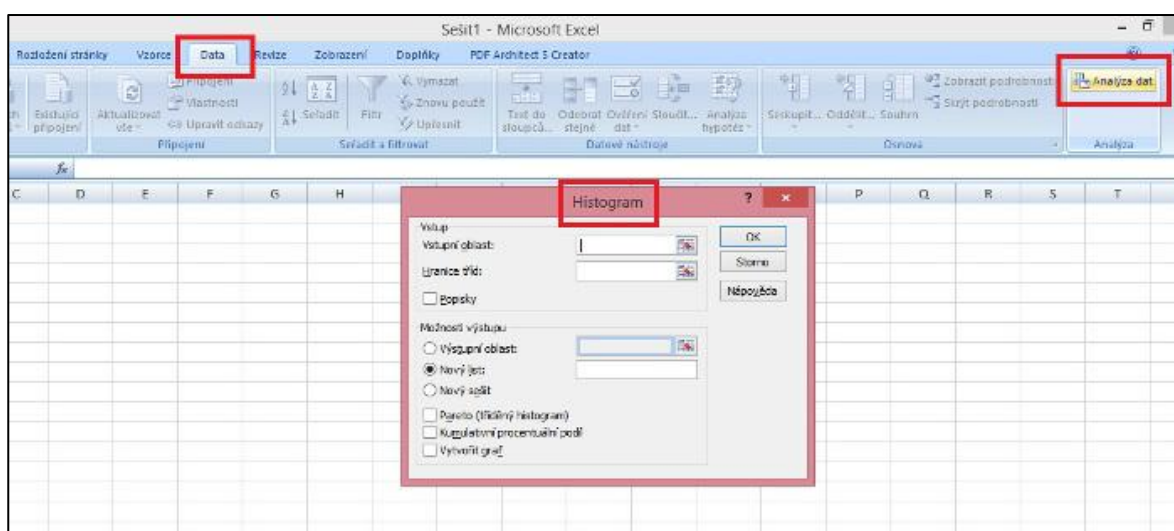 Sešit1 - Microsoft Excel
Rozložení stránky Vzorce Data Revize Zobrazení Doplňky PDF Architect 5 Creator
Existující připojení
Aktualizovat vše
Připojení
Vlastnosti
Upravit odkazy
Připojení
Seřadit
Filtr
Vymazat
Znovu použít
Upřesnit
Seřadit a filtrovat
Text do sloupců...
Odebrat stejné
Ověření dat
Sloučit...
Analýza hypotéz
Datové nástroje
Seskupit...
Oddělit...
Souhrn
Zobrazit podrobnosti
Skrýt podrobnosti
Osnova
Analýza dat
Analýza
fx
C D E F G H P Q R S T
Histogram ? ×
Vstup
Vstupní oblast:
Hranice tříd:
Popisky
OK
Storno
Nápověda
Možnosti výstupu
Výstupní oblast:
Nový list:
Nový sešit
Pareto (tříděný histogram)
Kumulativní procentuální podíl
Vytvořit graf